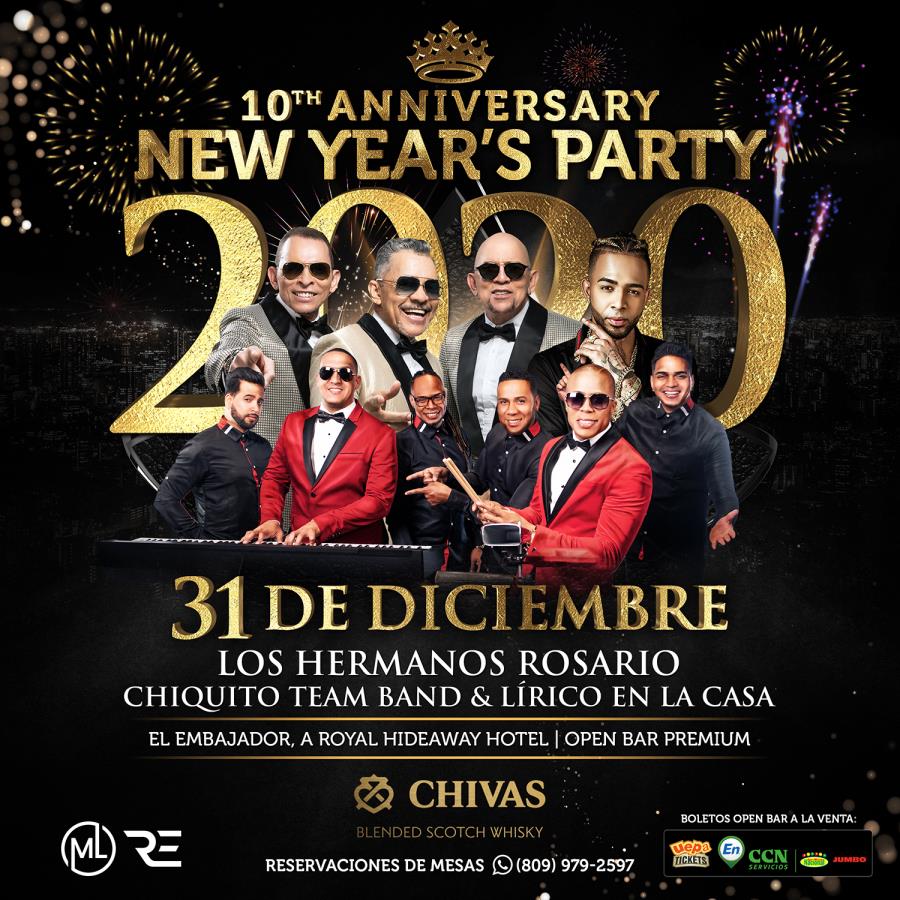 10TH ANNIVERSARY
NEW YEAR'S PARTY
2020
31 DE DICIEMBRE
LOS HERMANOS ROSARIO
CHIQUITO TEAM BAND & LÍRICO EN LA CASA
EL EMBAJADOR, A ROYAL HIDEAWAY HOTEL | OPEN BAR PREMIUM
CHIVAS
BLENDED SCOTCH WHISKY
ML RE
RESERVACIONES DE MESAS (809) 979-2597
BOLETOS OPEN BAR A LA VENTA:
uepa TICKETS En CCN SERVICIOS Nacional JUMBO